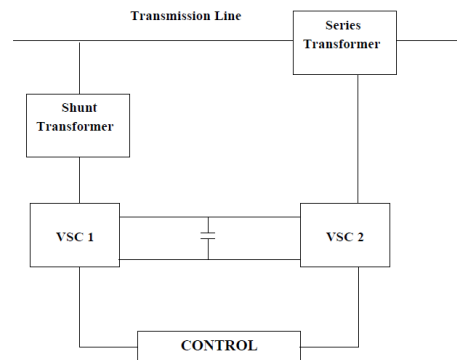 Transmission Line
Series
Transformer
Shunt
Transformer
VSC 1
VSC 2
CONTROL